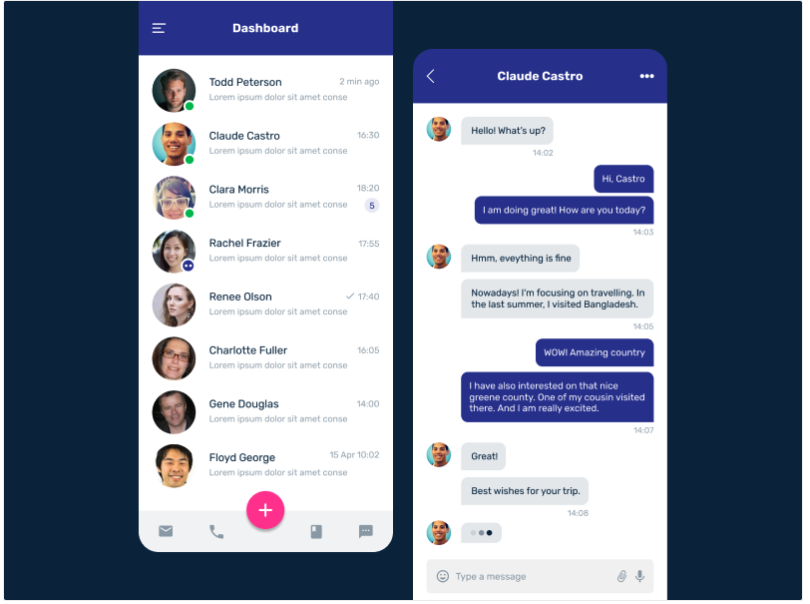 Dashboard
Todd Peterson 2 min ago
Lorem ipsum dolor sit amet conse
Claude Castro 16:30
Lorem ipsum dolor sit amet conse
Clara Morris 18:20
Lorem ipsum dolor sit amet conse 5
Rachel Frazier 17:55
Lorem ipsum dolor sit amet conse
Renee Olson 17:40
Lorem ipsum dolor sit amet conse
Charlotte Fuller 16:05
Lorem ipsum dolor sit amet conse
Gene Douglas 14:00
Lorem ipsum dolor sit amet conse
Floyd George 15 Apr 10:02
Lorem ipsum dolor sit amet conse
Claude Castro
Hello! What's up?
14:02
Hi, Castro
I am doing great! How are you today?
14:03
Hmm, eveything is fine
Nowadays! I'm focusing on travelling. In
the last summer, I visited Bangladesh.
14:05
WOW! Amazing country
I have also interested on that nice
greene county. One of my cousin visited
there. And I am really excited.
14:07
Great!
Best wishes for your trip.
14:08
Type a message